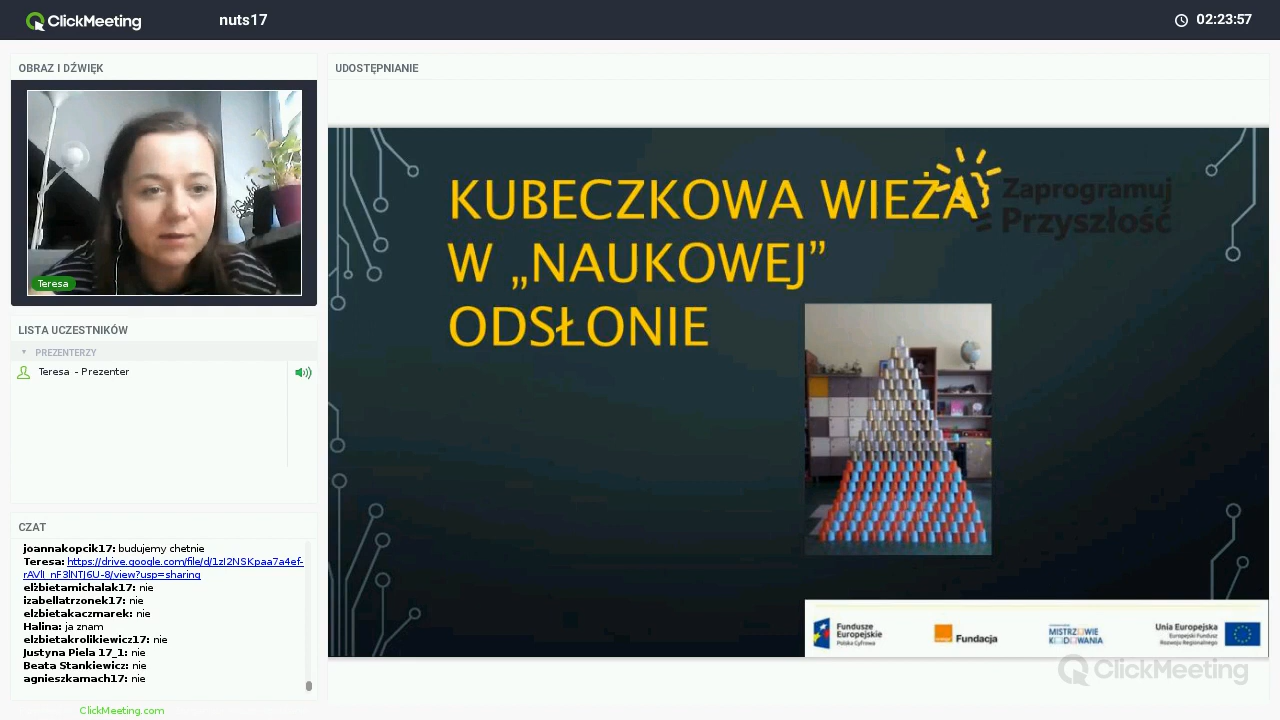 ClickMeeting
nuts17
02:23:57
OBRAZ I DŹWIĘK
Teresa
LISTA UCZESTNIKÓW
PREZENTERZY
Teresa - Prezenter
CZAT
joannakopcik17: budujemy chetnie
Teresa: https://drive.google.com/file/d/1zI2NSKpaa7a4ef-
rAVlI_nF3lNTJ6U-8/view?usp=sharing
elzbietamichalak17: nie
izabellatrzonek17: nie
elzbietakaczmarek: nie
Halina: ja znam
elzbietakrolikiewicz17: nie
Justyna Piela 17_1: nie
Beata Stankiewicz: nie
agnieszkamach17: nie
ClickMeeting.com
UDOSTĘPNIANIE
KUBECZKOWA WIEŻA
W „NAUKOWEJ”
ODSŁONIE
Zaprogramuj
Przyszłość
Fundusze
Europejskie
Polska Cyfrowa
Fundacja
MISTRZOWIE
KODOWANIA
Unia Europejska
Europejski Fundusz
Rozwoju Regionalnego
ClickMeeting